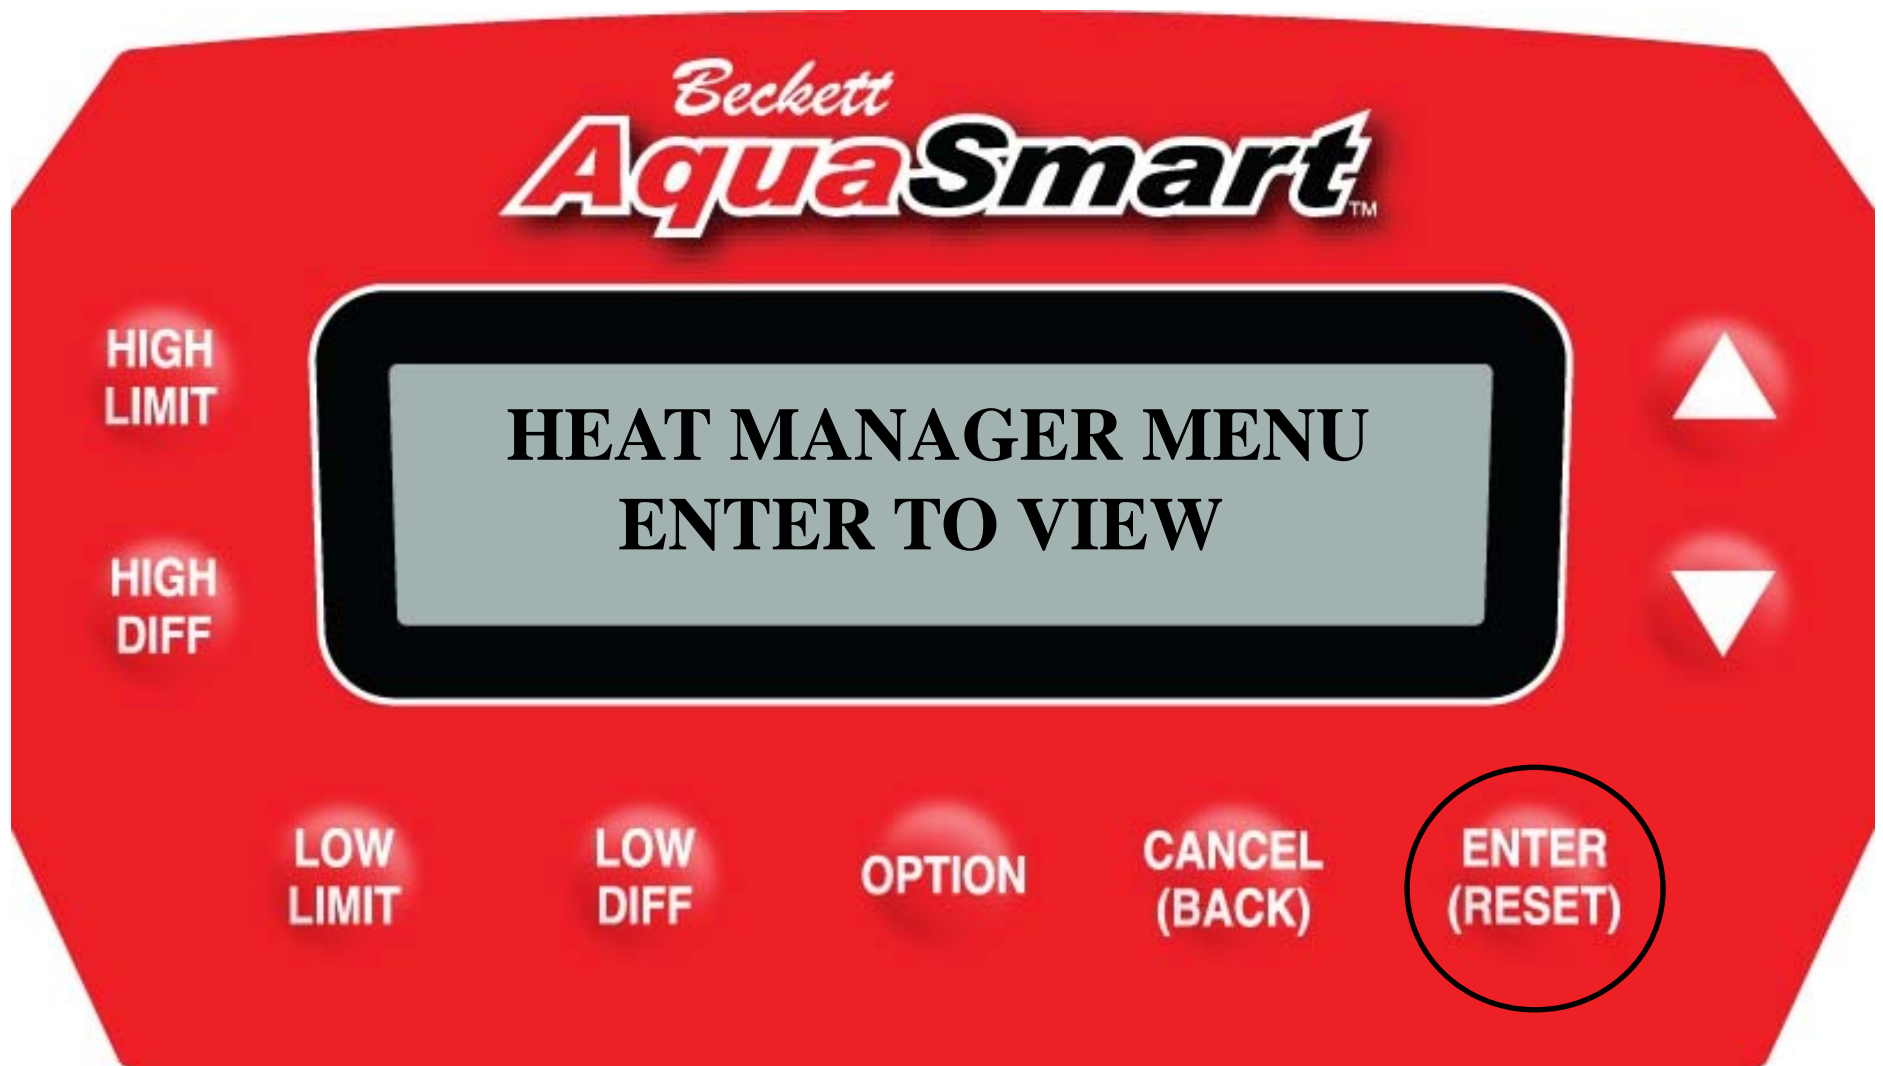 Beckett
AquaSmart™
HIGH
LIMIT
HEAT MANAGER MENU
ENTER TO VIEW
HIGH
DIFF
LOW
LIMIT
LOW
DIFF
OPTION
CANCEL
(BACK)
ENTER
(RESET)